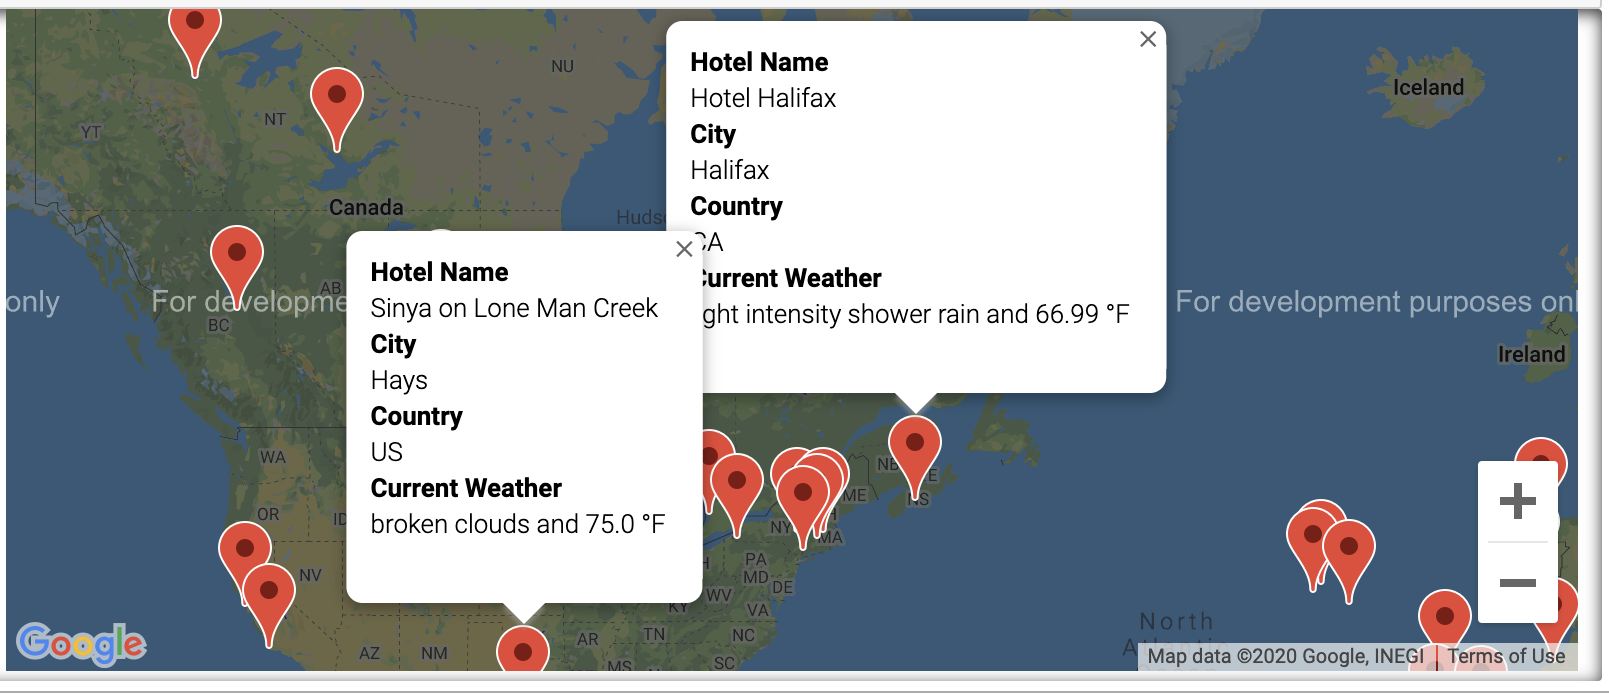 NU
Iceland
YT
NT
Canada
Hotel Name
Hotel Halifax
City
Halifax
Country
CA
Current Weather
ght intensity shower rain and 66.99 °F
Hotel Name
Sinya on Lone Man Creek
City
Hays
Country
US
Current Weather
broken clouds and 75.0 °F
only
For developme
For development purposes onl
AB
BC
Ireland
WA
OR
ID
NV
AZ
NM
NB
NS
ME
NY
MA
PA
MD
DE
WV
KY
VA
AR
TN
NC
MS
SC
North
Google
Map data ©2020 Google, INEGI
Terms of Use